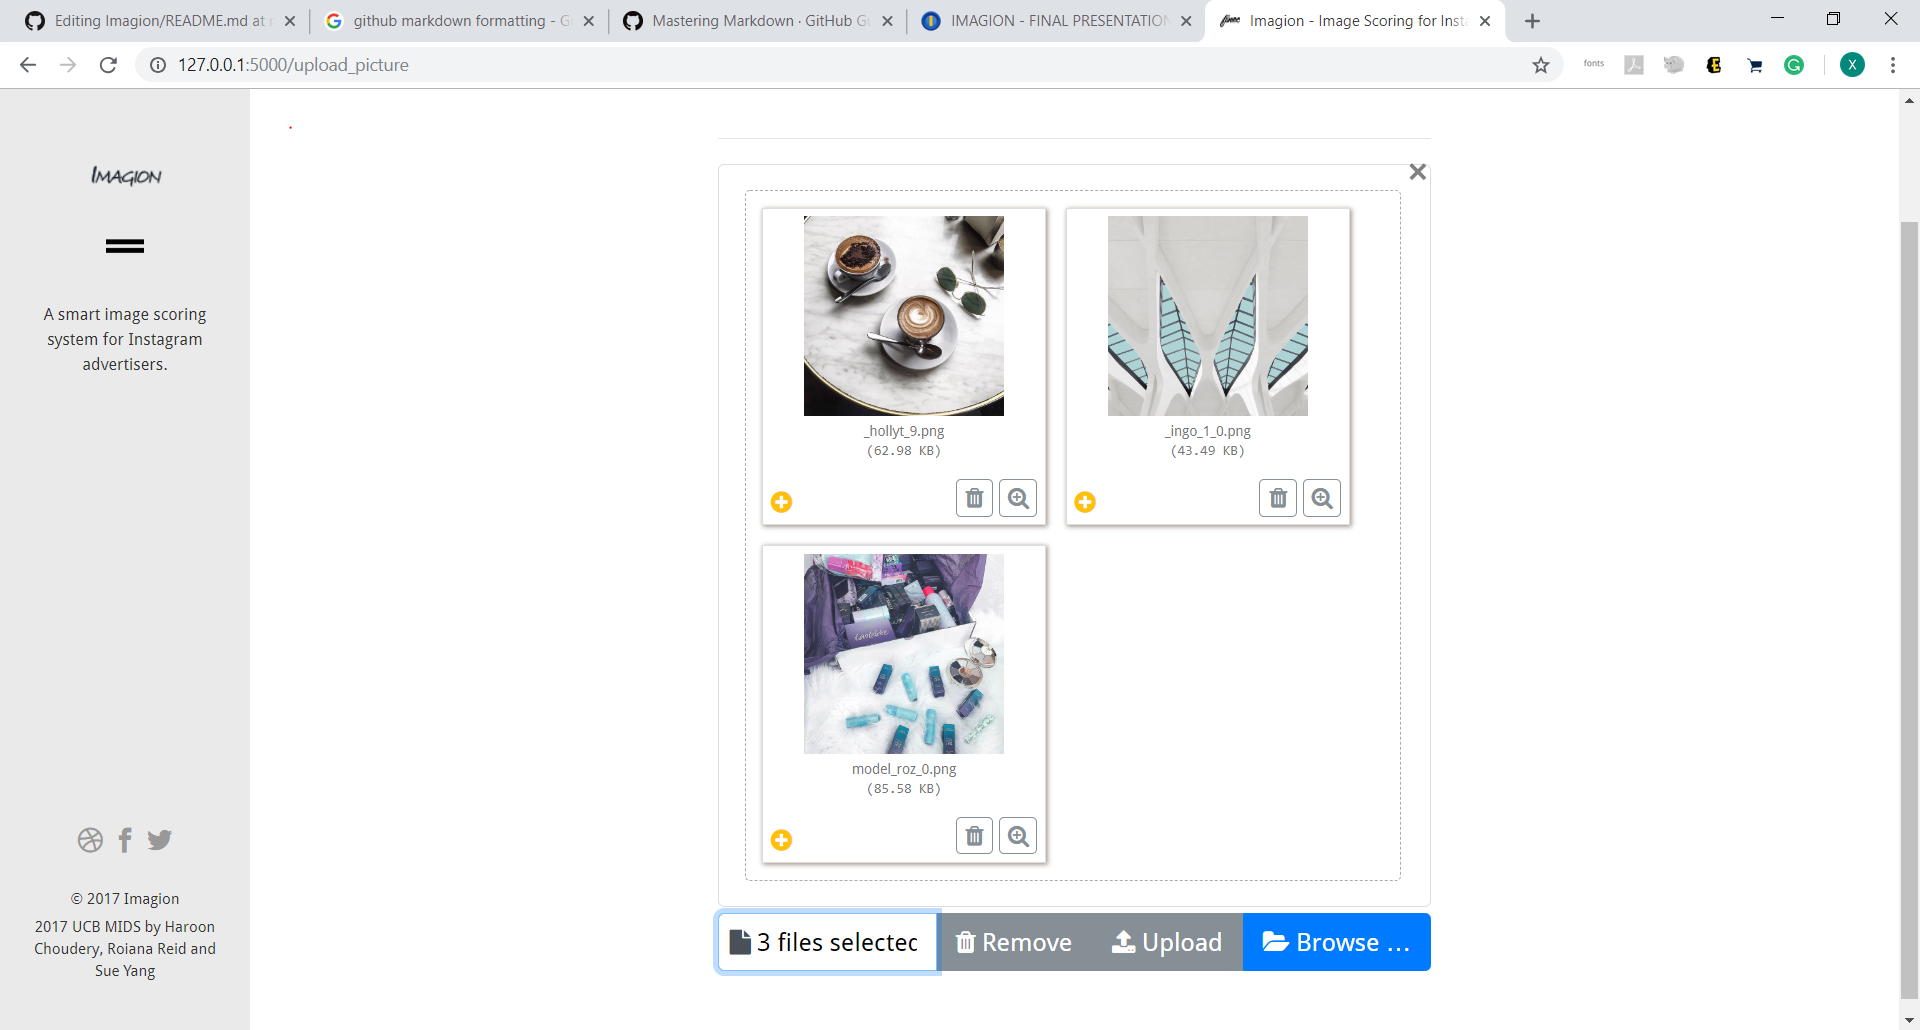 Editing Imagion/README.md at
github markdown formatting - G
Mastering Markdown · GitHub Gu
IMAGION - FINAL PRESENTATION
Imagion - Image Scoring for Insta
127.0.0.1:5000/upload_picture
fonts
X
IMAGION
A smart image scoring
system for Instagram
advertisers.
_hollyt_9.png
(62.98 KB)
_ingo_1_0.png
(43.49 KB)
model_roz_0.png
(85.58 KB)
3 files selected
Remove
Upload
Browse ...
© 2017 Imagion
2017 UCB MIDS by Haroon
Choudery, Roiana Reid and
Sue Yang